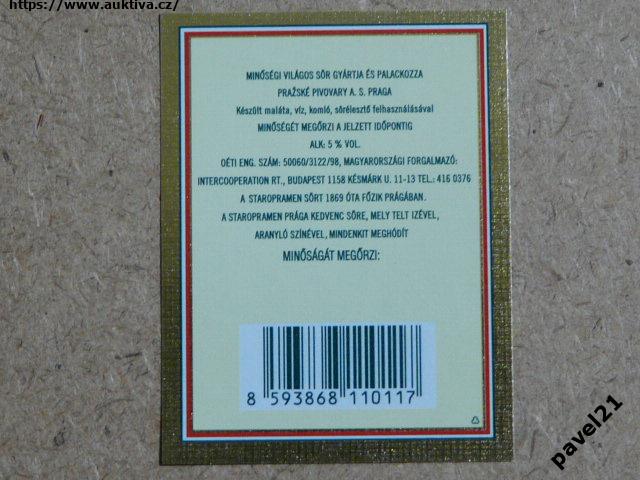 https://www.auktiva.cz/
MINŐSÉGI VILÁGOS SÖR GYÁRTJA ÉS PALACKOZZA
PRAŽSKÉ PIVOVARY A. S. PRAGA
Készült maláta, víz, komló, sörélesztő felhasználásával
MINŐSÉGÉT MEGŐRZI A JELZETT IDŐPONTIG
ALK: 5 % VOL.
OÉTI ENG. SZÁM: 50060/3122/98, MAGYARORSZÁGI FORGALMAZÓ:
INTERCOOPERATION RT., BUDAPEST 1158 KÉSMÁRK U. 11-13 TEL.: 416 0376
A STAROPRAMEN SÖRT 1869 ÓTA FŐZIK PRÁGÁBAN.
A STAROPRAMEN PRÁGA KEDVENC SÖRE, MELY TELT IZÉVEL,
ARANYLÓ SZÍNÉVEL, MINDENKIT MEGHÓDÍT
MINŐSÁGÁT MEGŐRZI:
8 593868 110117
pavel21